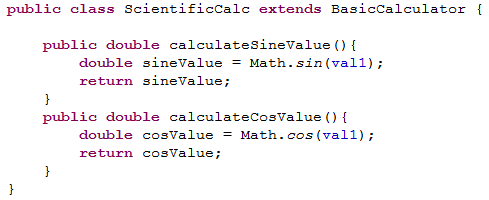 public class ScientificCalc extends BasicCalculator {
public double calculateSineValue(){
double sineValue = Math.sin(val1);
return sineValue;
}
public double calculateCosValue(){
double cosValue = Math.cos(val1);
return cosValue;
}
}